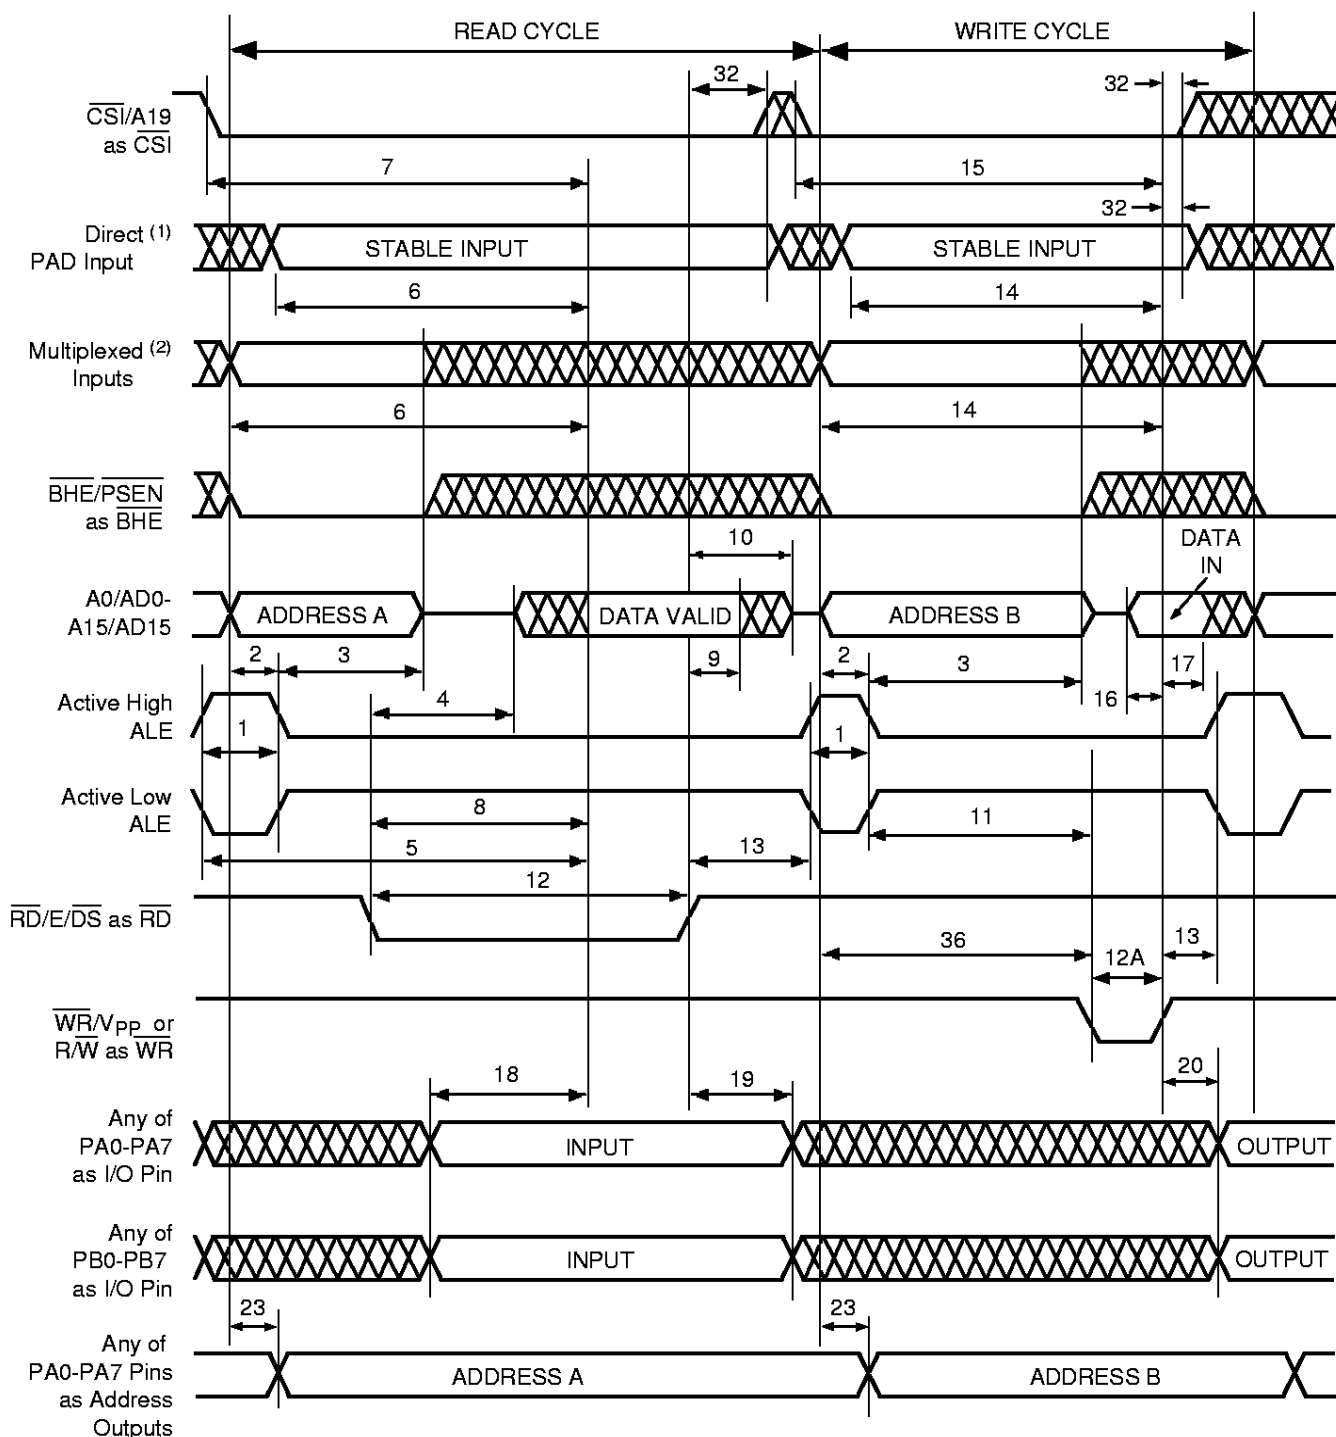 READ CYCLE
WRITE CYCLE
32
32
CSI/A19
as CSI
7
15
32
Direct (1)
PAD Input
STABLE INPUT
STABLE INPUT
6
14
Multiplexed (2)
Inputs
6
14
BHE/PSEN
as BHE
10
DATA
IN
A0/AD0-
A15/AD15
ADDRESS A
DATA VALID
ADDRESS B
2
3
9
2
3
17
4
16
Active High
ALE
1
1
Active Low
ALE
8
11
5
13
12
RD/E/DS as RD
36
13
12A
WR/VPP or
R/W as WR
18
19
20
Any of
PA0-PA7
as I/O Pin
INPUT
OUTPUT
Any of
PB0-PB7
as I/O Pin
INPUT
OUTPUT
23
23
Any of
PA0-PA7 Pins
as Address
Outputs
ADDRESS A
ADDRESS B